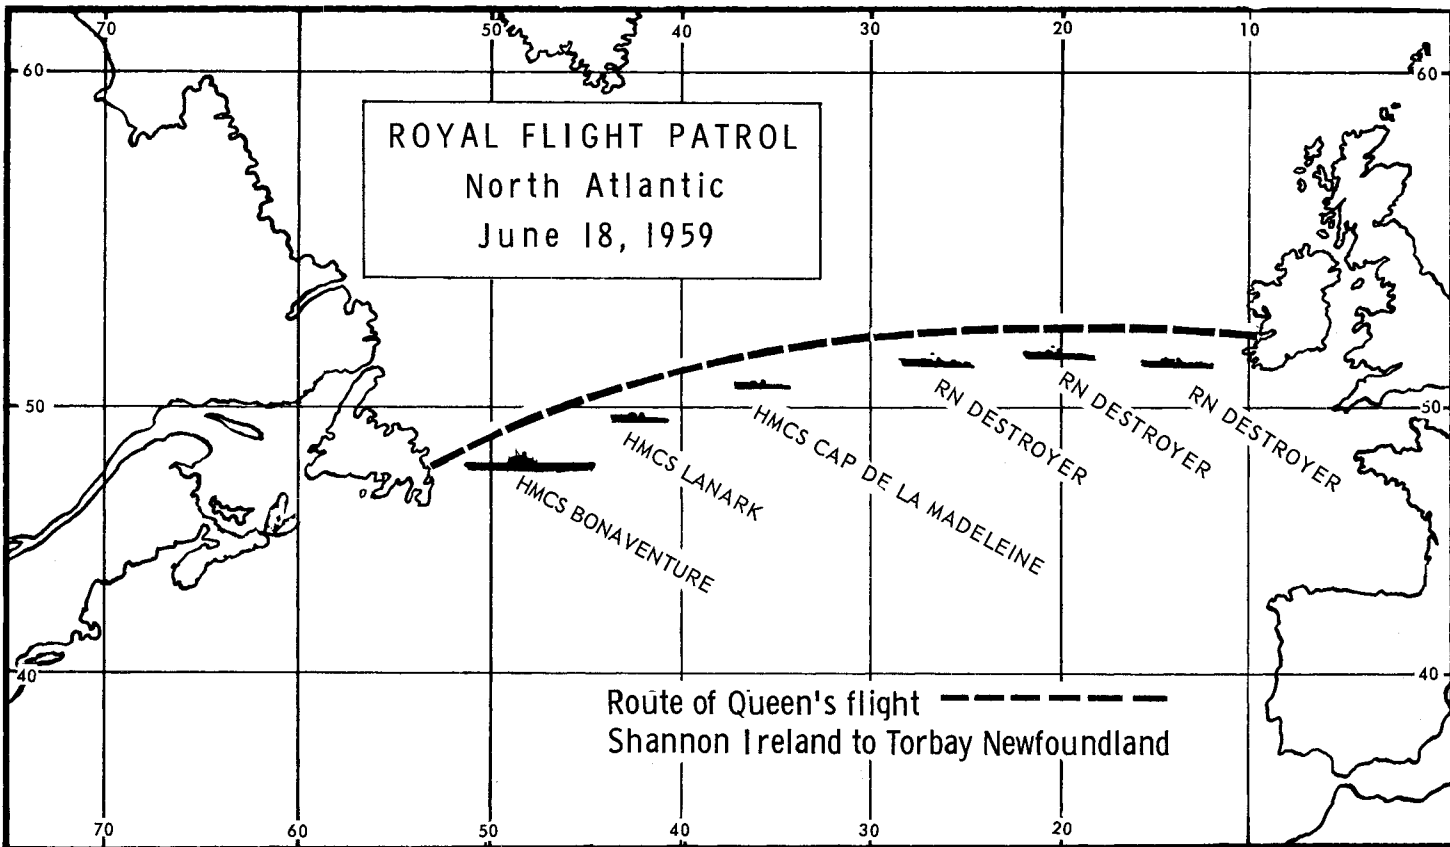 70 50 40 30 20 10
60 60
ROYAL FLIGHT PATROL
North Atlantic
June 18, 1959
50
RN DESTROYER
RN DESTROYER
RN DESTROYER
HMCS CAP DE LA MADELEINE
HMCS LANARK
HMCS BONAVENTURE
40 40
Route of Queen's flight
Shannon Ireland to Torbay Newfoundland
70 60 50 40 30 20 10